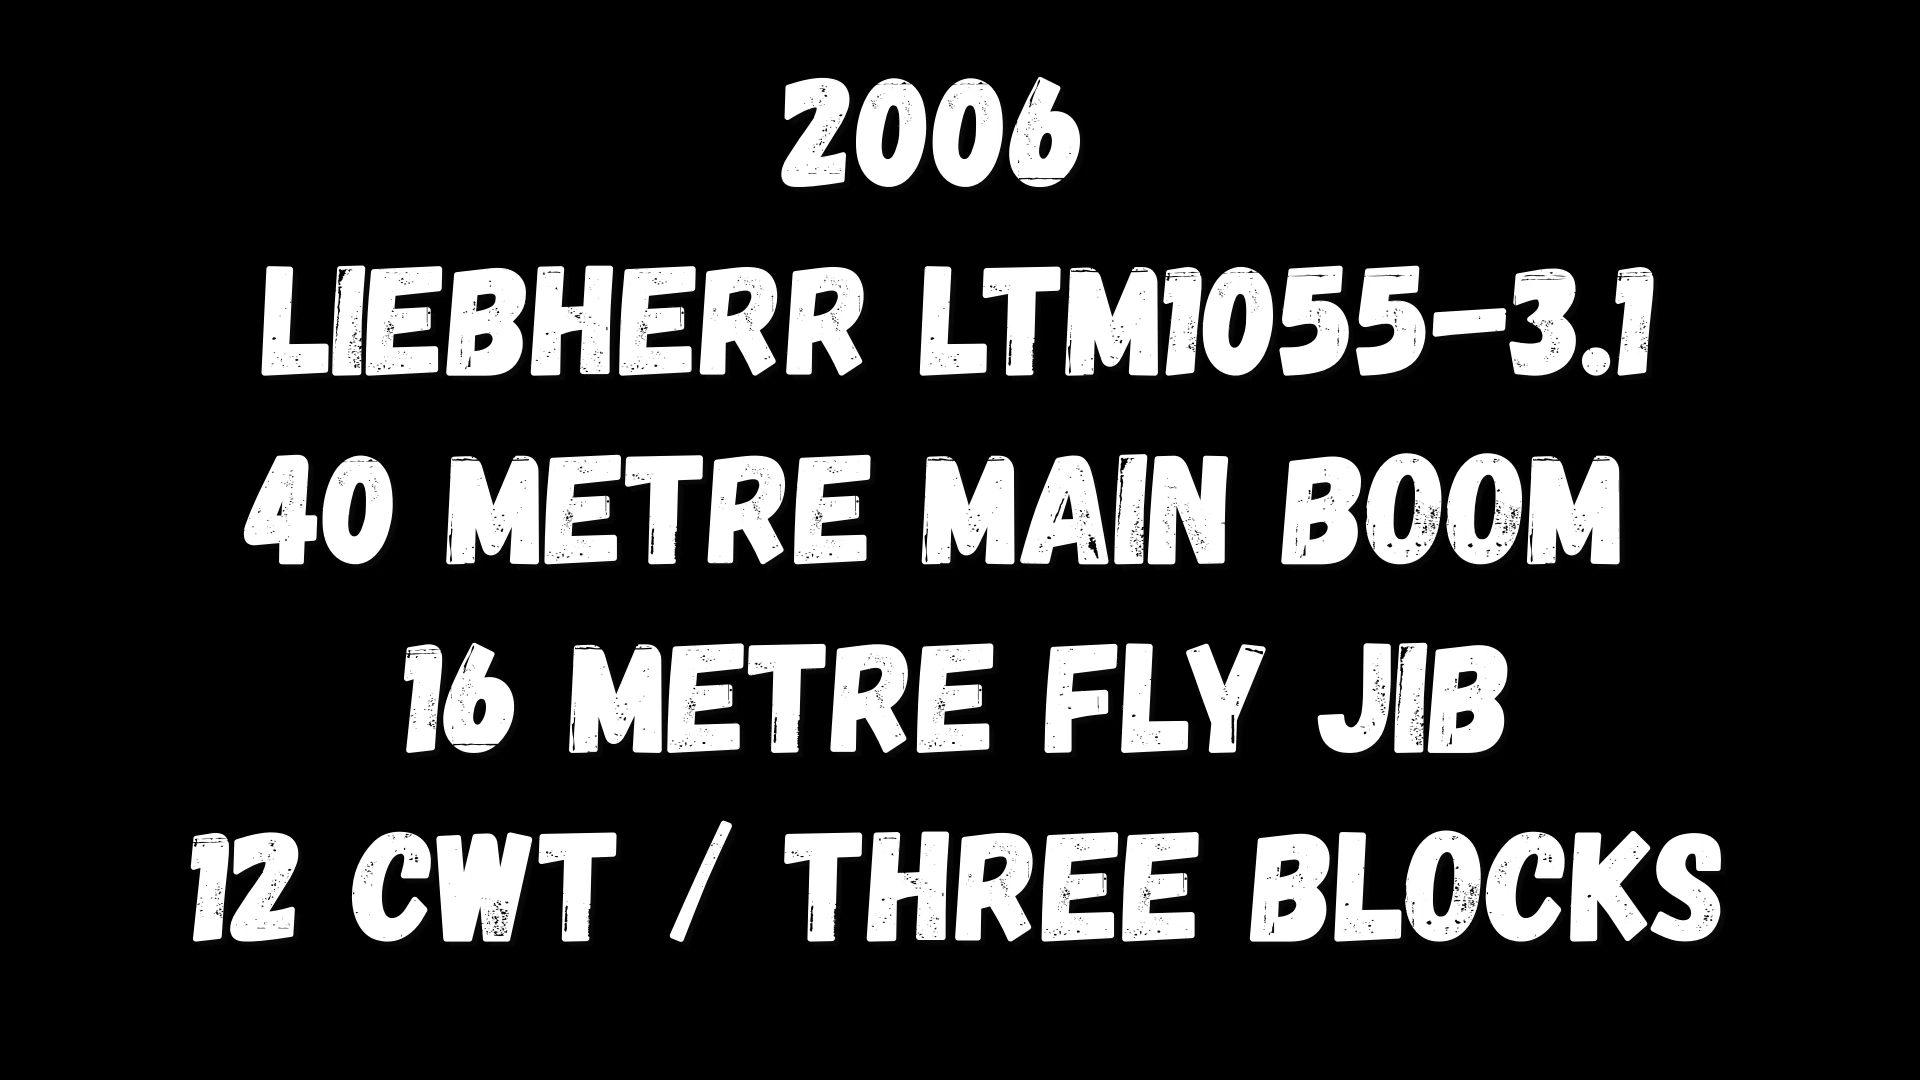 2006
LIEBHERR LTM1055-3.1
40 METRE MAIN BOOM
16 METRE FLY JIB
12 CWT / THREE BLOCKS